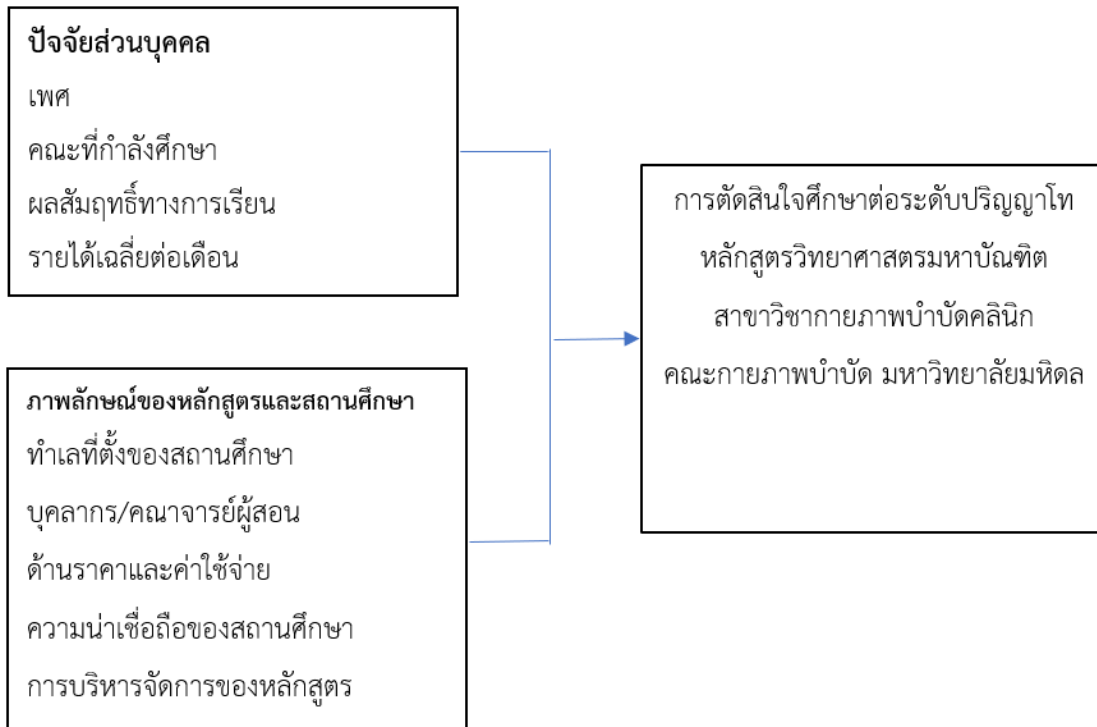 ปัจจัยส่วนบุคคล
เพศ
คณะที่กำลังศึกษา
ผลสัมฤทธิ์ทางการเรียน
รายได้เฉลี่ยต่อเดือน
ภาพลักษณ์ของหลักสูตรและสถานศึกษา
ทำเลที่ตั้งของสถานศึกษา
บุคลากร/คณาจารย์ผู้สอน
ด้านราคาและค่าใช้จ่าย
ความน่าเชื่อถือของสถานศึกษา
การบริหารจัดการของหลักสูตร
การตัดสินใจศึกษาต่อระดับปริญญาโท
หลักสูตรวิทยาศาสตรมหาบัณฑิต
สาขาวิชากายภาพบำบัดคลินิก
คณะกายภาพบำบัด มหาวิทยาลัยมหิดล